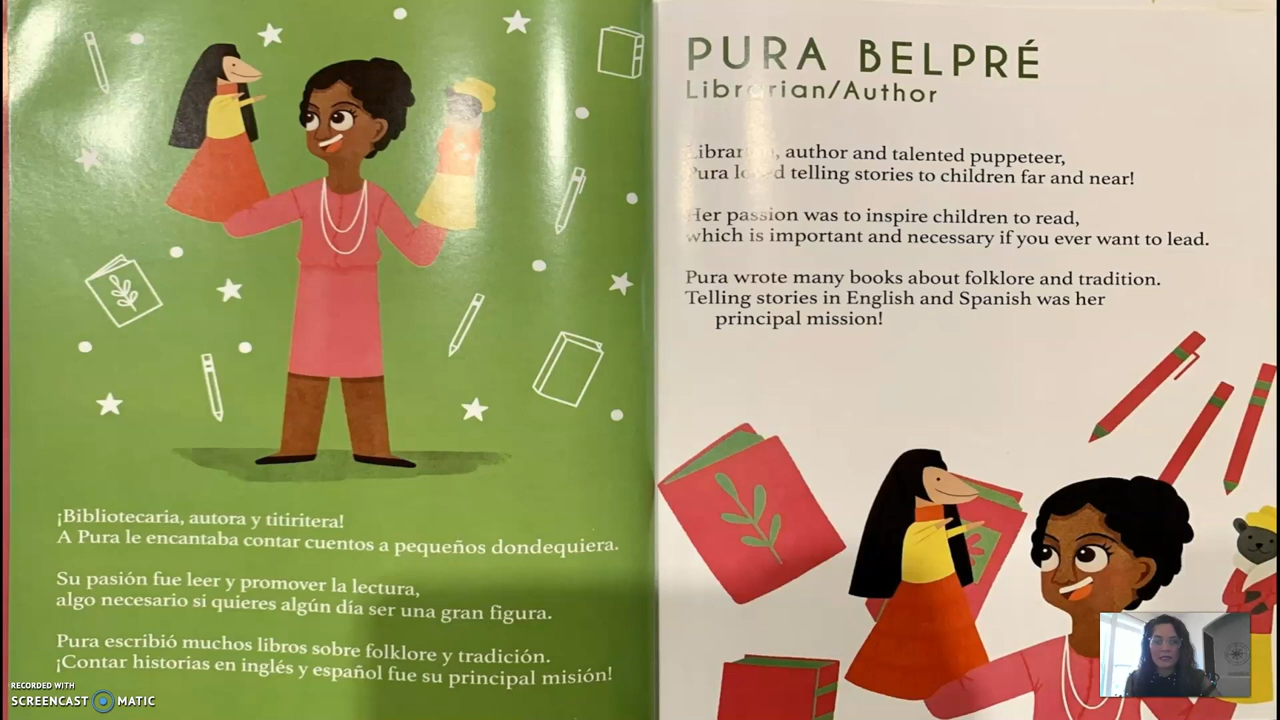 ¡Bibliotecaria, autora y titiritera!
A Pura le encantaba contar cuentos a pequeños dondequiera.
Su pasión fue leer y promover la lectura,
algo necesario si quieres algún día ser una gran figura.
Pura escribió muchos libros sobre folklore y tradición.
¡Contar historias en inglés y español fue su principal misión!
PURA BELPRÉ
Librarian/Author
Librarian, author and talented puppeteer,
Pura loved telling stories to children far and near!
Her passion was to inspire children to read,
which is important and necessary if you ever want to lead.
Pura wrote many books about folklore and tradition.
Telling stories in English and Spanish was her
principal mission!
RECORDED WITH
SCREENCAST MATIC